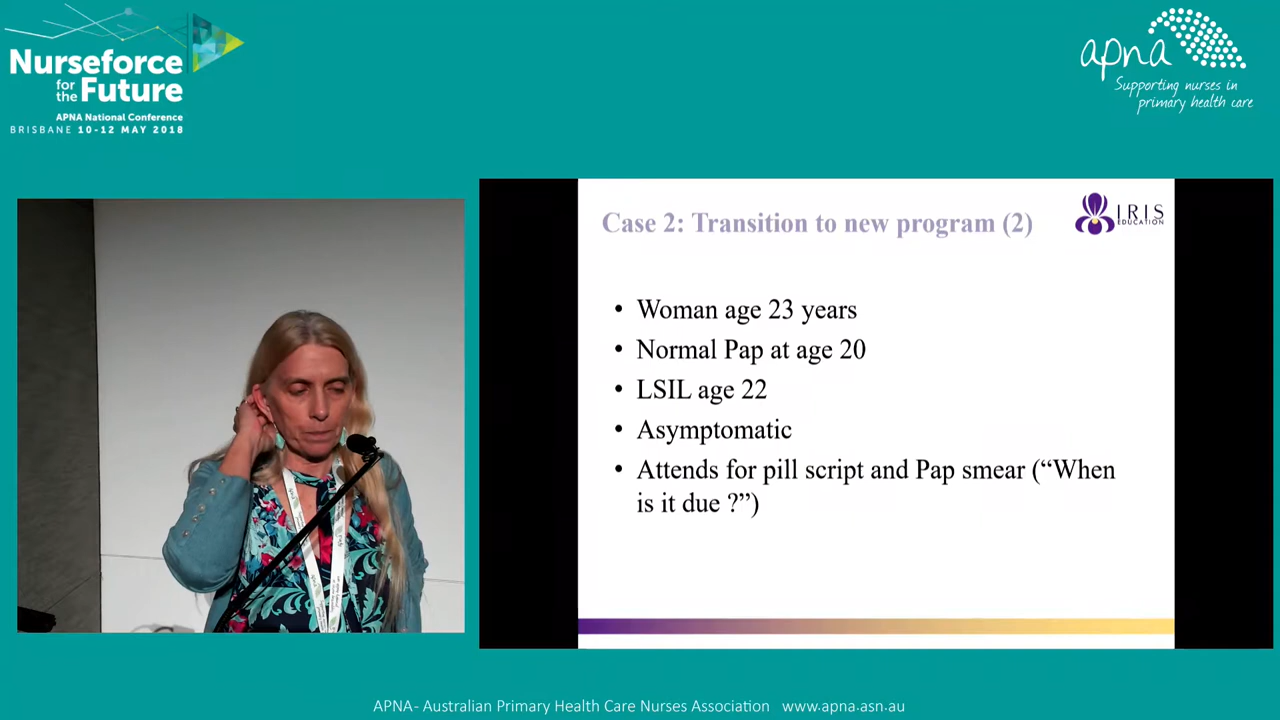 Nurseforce
for
the Future
APNA National Conference
BRISBANE 10-12 MAY 2018
apna
Supporting nurses in
primary health care
Case 2: Transition to new program (2)
IRIS
EDUCATION
• Woman age 23 years
• Normal Pap at age 20
• LSIL age 22
• Asymptomatic
• Attends for pill script and Pap smear (“When
is it due ?”)
APNA- Australian Primary Health Care Nurses Association www.apna.asn.au